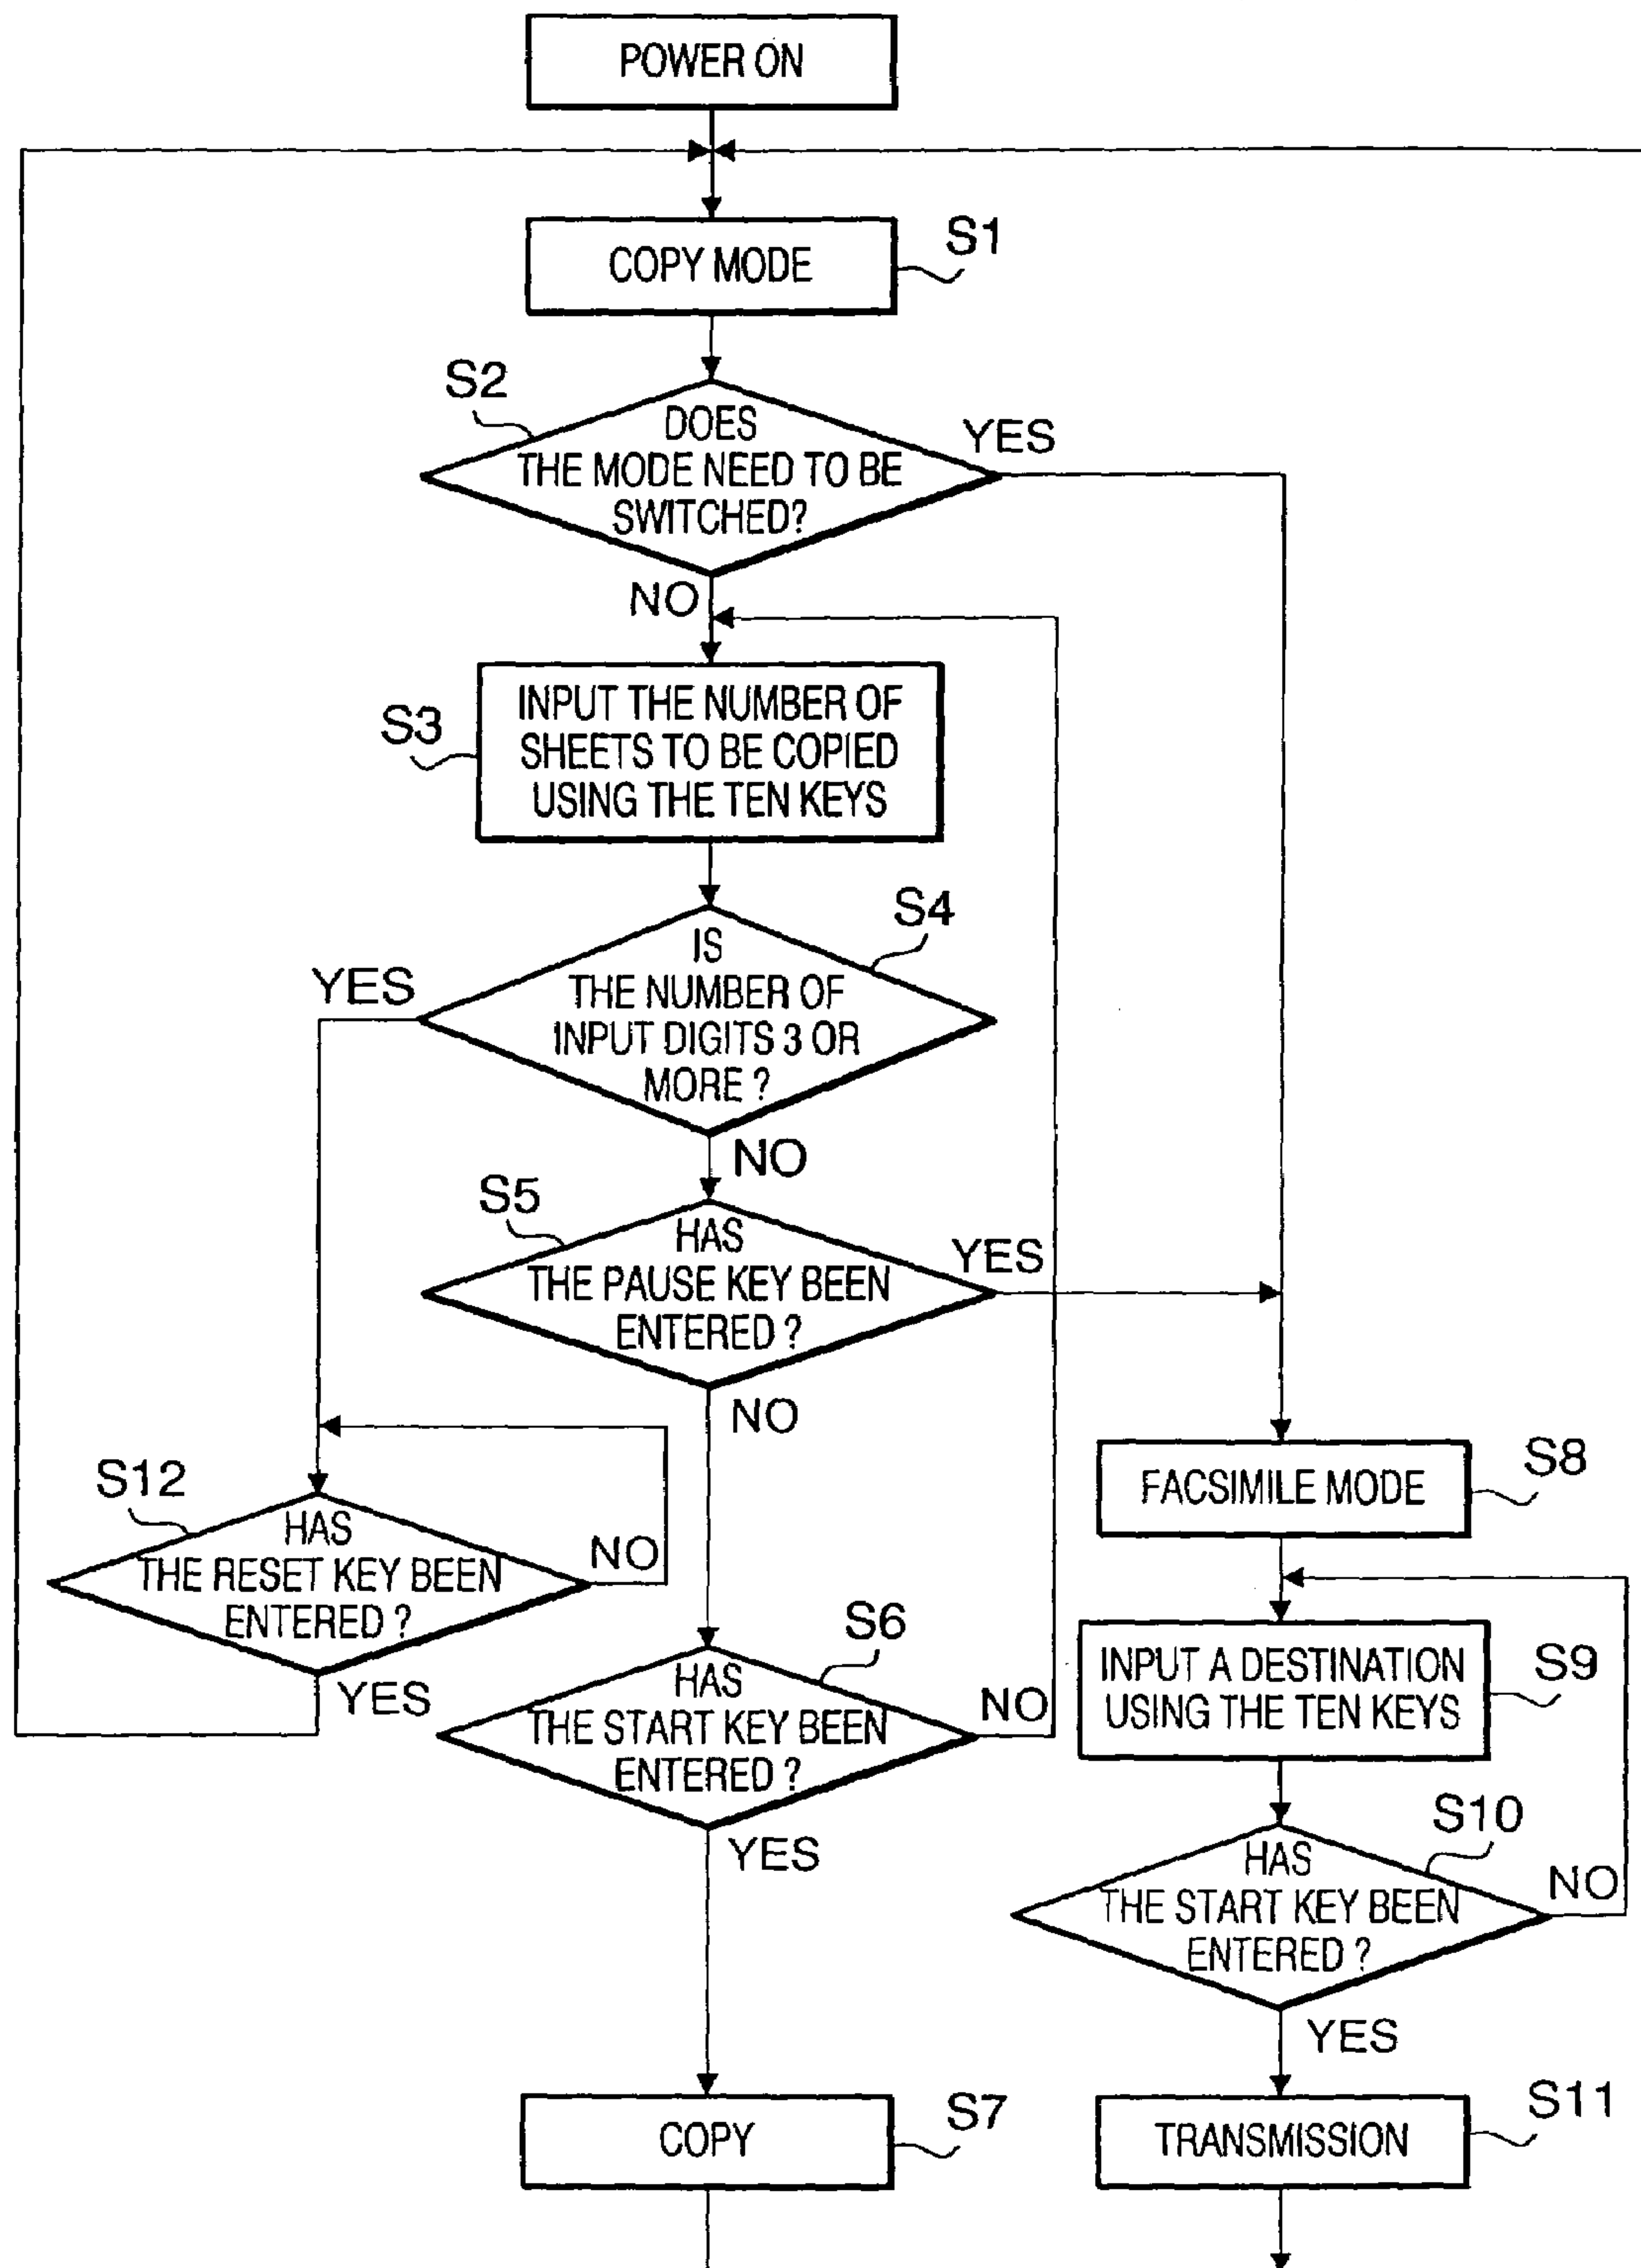 POWER ON
COPY MODE
S1
S2
DOES
THE MODE NEED TO BE
SWITCHED?
YES
NO
S3
INPUT THE NUMBER OF
SHEETS TO BE COPIED
USING THE TEN KEYS
S4
IS
THE NUMBER OF
INPUT DIGITS 3 OR
MORE ?
YES
NO
S5
HAS
THE PAUSE KEY BEEN
ENTERED ?
YES
NO
S12
HAS
THE RESET KEY BEEN
ENTERED ?
NO
YES
S6
HAS
THE START KEY BEEN
ENTERED ?
NO
YES
COPY
S7
FACSIMILE MODE
S8
INPUT A DESTINATION
USING THE TEN KEYS
S9
S10
HAS
THE START KEY BEEN
ENTERED ?
NO
YES
TRANSMISSION
S11